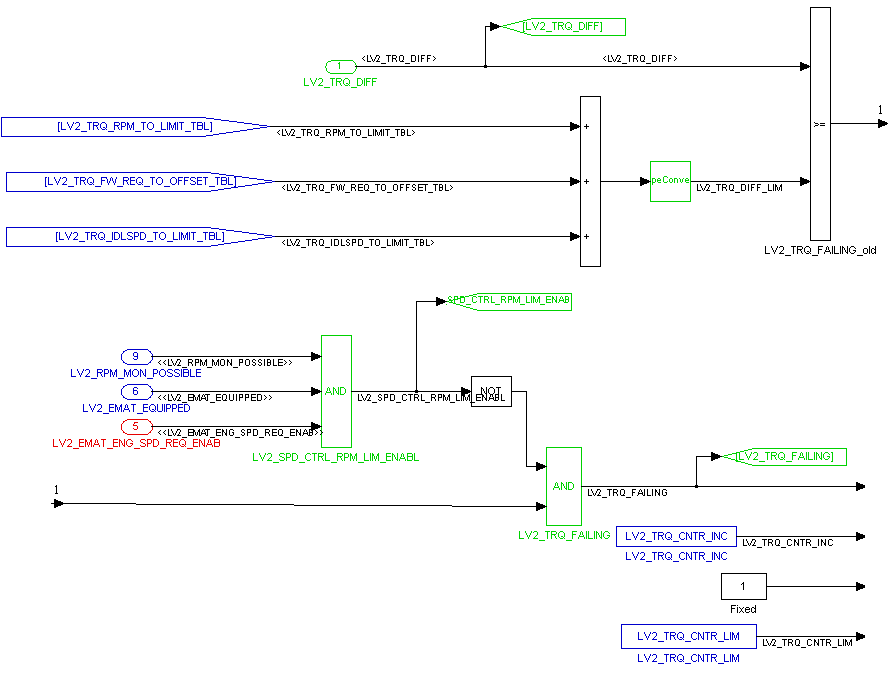 [LV2_TRQ_DIFF]
1
<LV2_TRQ_DIFF>
<LV2_TRQ_DIFF>
LV2_TRQ_DIFF
[LV2_TRQ_RPM_TO_LIMIT_TBL]
<LV2_TRQ_RPM_TO_LIMIT_TBL>
+
>=
1
[LV2_TRQ_FW_REQ_TO_OFFSET_TBL]
<LV2_TRQ_FW_REQ_TO_OFFSET_TBL>
+
peConve
LV2_TRQ_DIFF_LIM
[LV2_TRQ_IDLSPD_TO_LIMIT_TBL]
<LV2_TRQ_IDLSPD_TO_LIMIT_TBL>
+
LV2_TRQ_FAILING_old
SPD_CTRL_RPM_LIM_ENAB
9
<<LV2_RPM_MON_POSSIBLE>>
LV2_RPM_MON_POSSIBLE
6
<<LV2_EMAT_EQUIPPED>>
LV2_EMAT_EQUIPPED
AND
LV2_SPD_CTRL_RPM_LIM_ENABL
NOT
5
<<LV2_EMAT_ENG_SPD_REQ_ENAB>>
LV2_EMAT_ENG_SPD_REQ_ENAB
LV2_SPD_CTRL_RPM_LIM_ENABL
[LV2_TRQ_FAILING]
1
AND
LV2_TRQ_FAILING
LV2_TRQ_FAILING
LV2_TRQ_CNTR_INC
LV2_TRQ_CNTR_INC
LV2_TRQ_CNTR_INC
1
Fixed
LV2_TRQ_CNTR_LIM
LV2_TRQ_CNTR_LIM
LV2_TRQ_CNTR_LIM